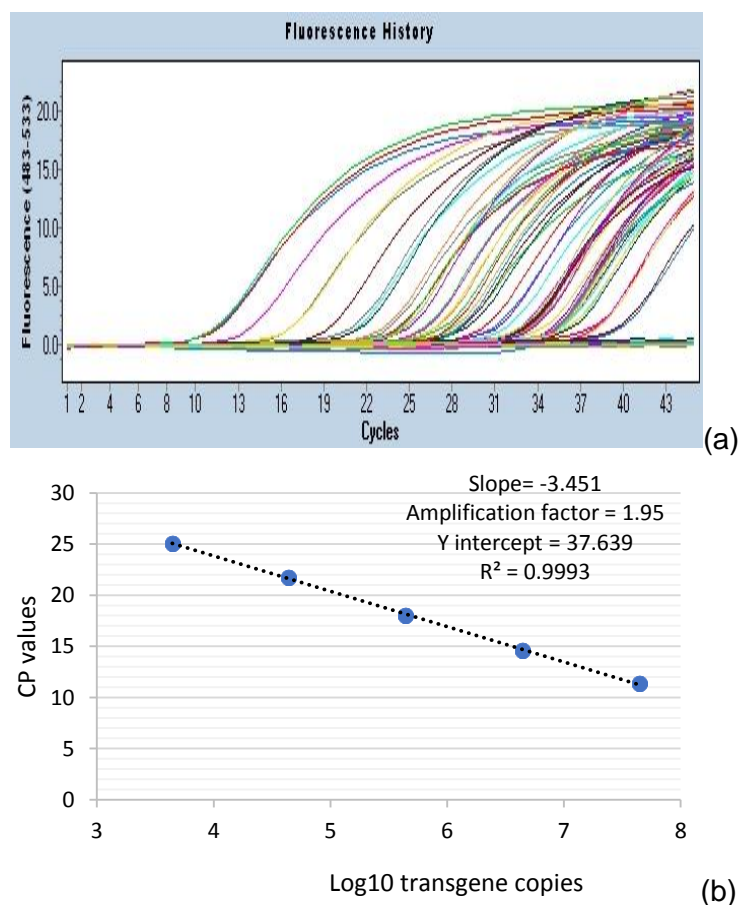 Fluorescence History
Fluorescence (483-533)
20.0
15.0
10.0
5.0
0.0
1 2 4 6 8 10 13 16 19 22 25 28 31 34 37 40 43
Cycles
(a)
Slope= -3.451
Amplification factor = 1.95
Y intercept = 37.639
R² = 0.9993
CP values
30
25
20
15
10
5
0
3 4 5 6 7 8
Log10 transgene copies
(b)